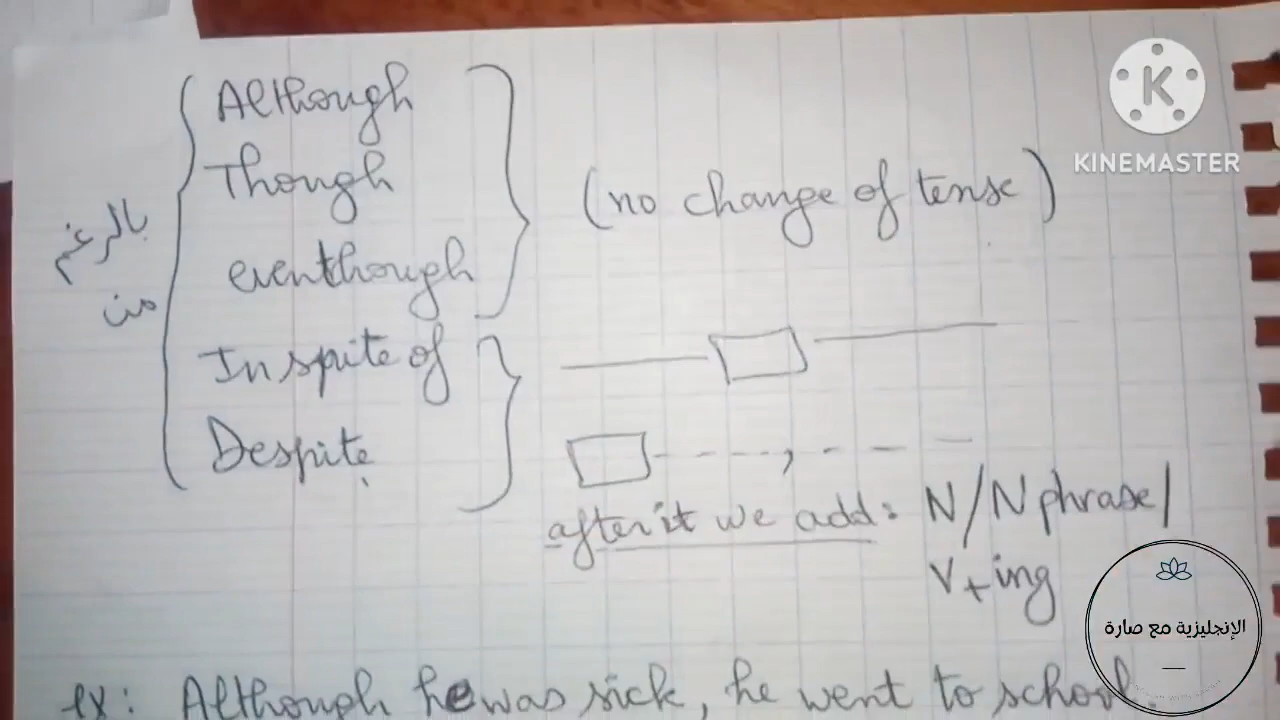 Although
Though
eventhough
In spite of
Despite
بالرغم
من
(no change of tense)
after it we add: N/N phrase/
V+ing
ex: Although he was sick, he went to school.
KINEMASTER
الإنجليزية مع صارة